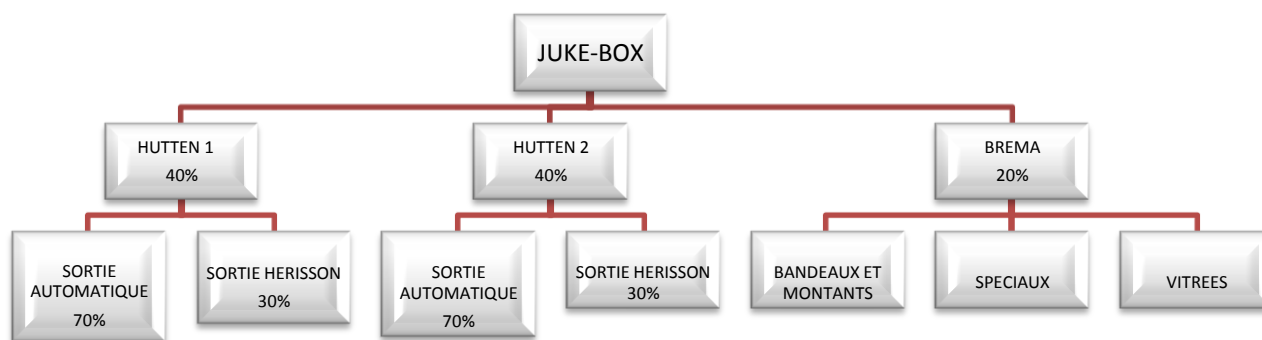 JUKE-BOX
HUTTEN 1
40%
HUTTEN 2
40%
BREMA
20%
SORTIE
AUTOMATIQUE
70%
SORTIE HERISSON
30%
SORTIE
AUTOMATIQUE
70%
SORTIE HERISSON
30%
BANDEAUX ET
MONTANTS
SPECIAUX
VITREES